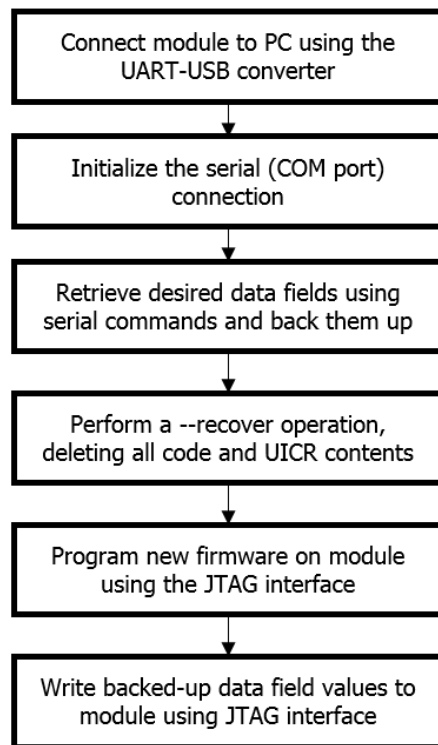 Connect module to PC using the
UART-USB converter
Initialize the serial (COM port)
connection
Retrieve desired data fields using
serial commands and back them up
Perform a --recover operation,
deleting all code and UICR contents
Program new firmware on module
using the JTAG interface
Write backed-up data field values to
module using JTAG interface